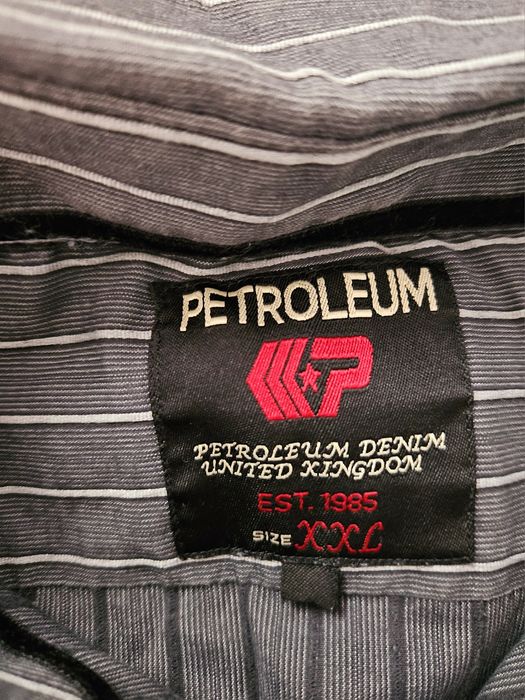 PETROLEUM
P
PETROLEUM DENIM
UNITED KINGDOM
EST. 1985
SIZE XXL